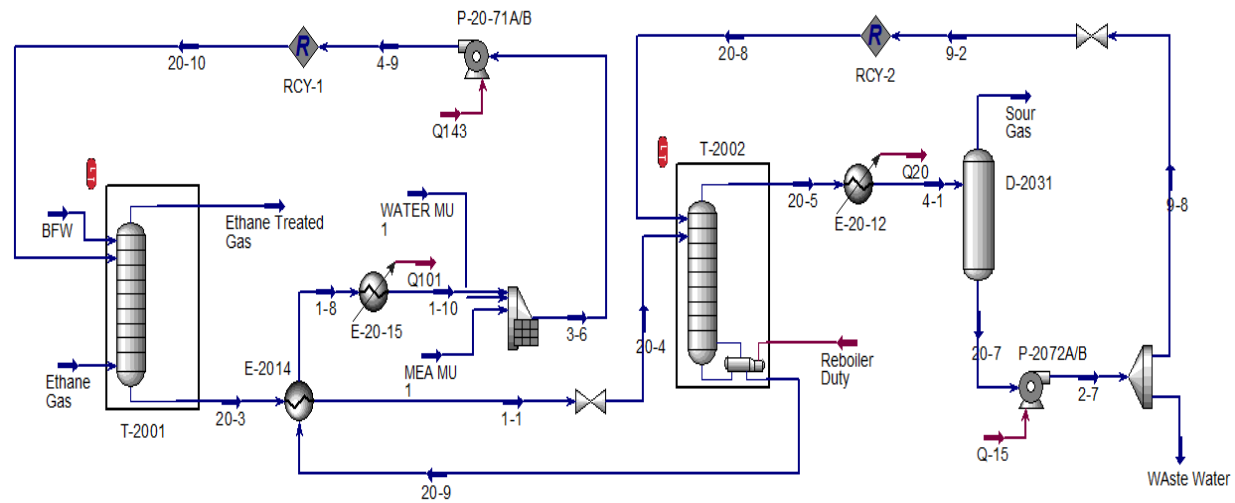 P-20-71A/B
R
20-10
RCY-1
4-9
Q143
BFW
Ethane Treated
Gas
WATER MU
1
Q101
1-8
E-20-15
1-10
3-6
MEA MU
1
Ethane
Gas
E-2014
20-3
1-1
T-2001
20-9
20-8
R
RCY-2
9-2
T-2002
20-5
Q20
E-20-12
4-1
Sour
Gas
D-2031
9-8
20-4
Reboiler
Duty
20-7
P-2072A/B
2-7
Q-15
WAste Water